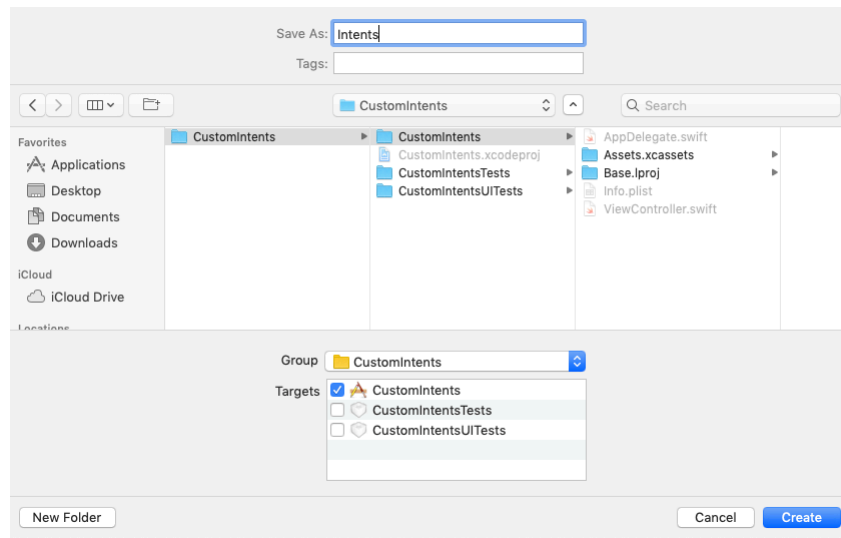 Save As: Intents
Tags:
CustomIntents
Search
Favorites
Applications
Desktop
Documents
Downloads
iCloud
iCloud Drive
Locations
CustomIntents
CustomIntents
CustomIntents.xcodeproj
CustomIntentsTests
CustomIntentsUITests
AppDelegate.swift
Assets.xcassets
Base.lproj
Info.plist
ViewController.swift
Group CustomIntents
Targets CustomIntents
CustomIntentsTests
CustomIntentsUITests
New Folder Cancel Create